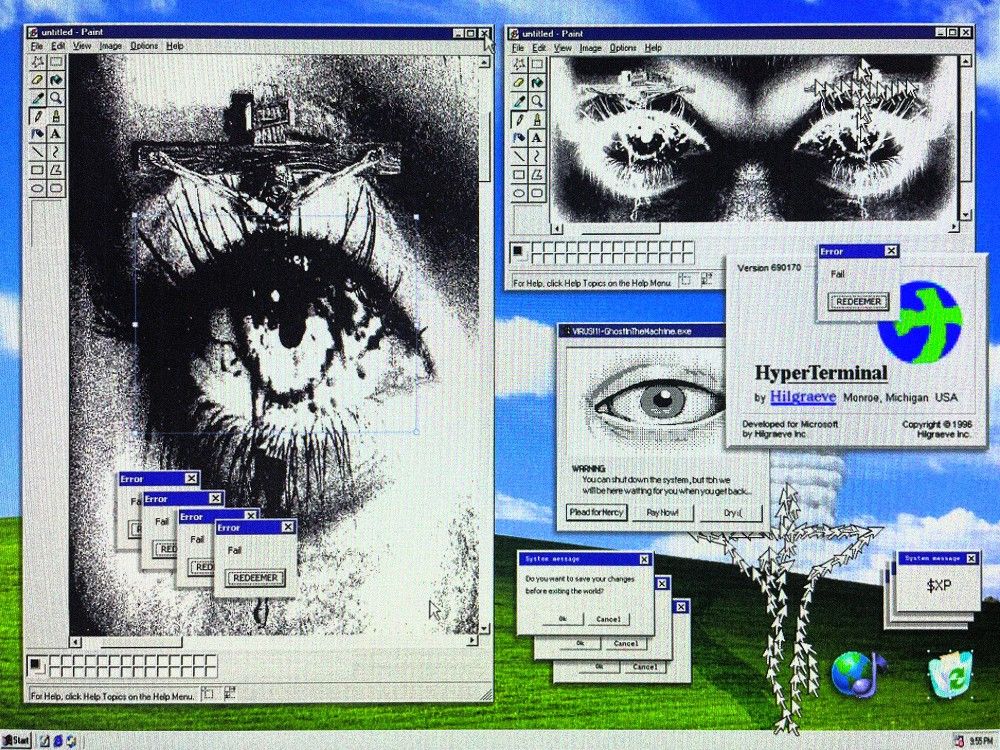 untitled - Paint
File Edit View Image Options Help
A
For Help, click Help Topics on the Help Menu.
untitled - Paint
File Edit View Image Options Help
A
For Help, click Help Topics on the Help Menu.
Error
Fail
REDEEMER
Version 690170
HyperTerminal
by Hilgraeve Monroe, Michigan USA
Developed for Microsoft
by Hilgraeve Inc.
Copyright © 1996
Hilgraeve Inc.
VIRUS!11-GhostInTheMachine.exe
WARNING:
You can shut down the system, but tbh we
will be here waiting for you when you get back...
Plead for Mercy
Pay Now!
Cry :(
Error
Fa
Error
Fail
RED
Error
Fail
RED
Error
Fail
REDEEMER
System message
Do you want to save your changes
before exiting the world?
Ok Cancel
Ok Cancel
Ok Cancel
System message
$XP
Start
9:55 PM